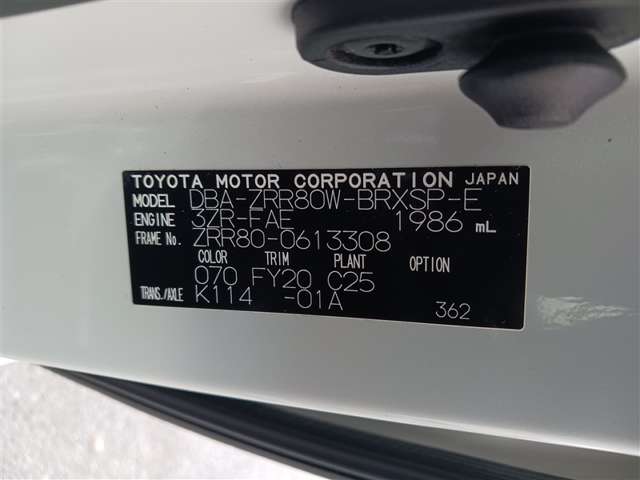 TOYOTA MOTOR CORPORATION JAPAN
MODEL DBA-ZRR80W-BRXSP-E
ENGINE 3ZR-FAE 1986 mL
FRAME No. ZRR80-0613308
COLOR TRIM PLANT OPTION
070 FY20 C25
TRANS./AXLE K114 -01A
362